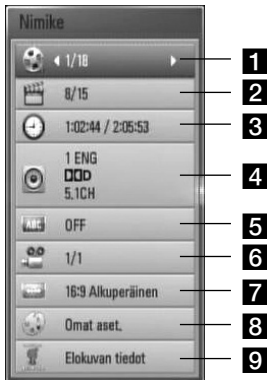 Nimike
1/18
1
8/15
2
1:02:44 / 2:05:53
3
1 ENG
DD D
5.1CH
4
OFF
5
1/1
6
16:9 Alkuperäinen
7
Omat aset.
8
Elokuvan tiedot
9